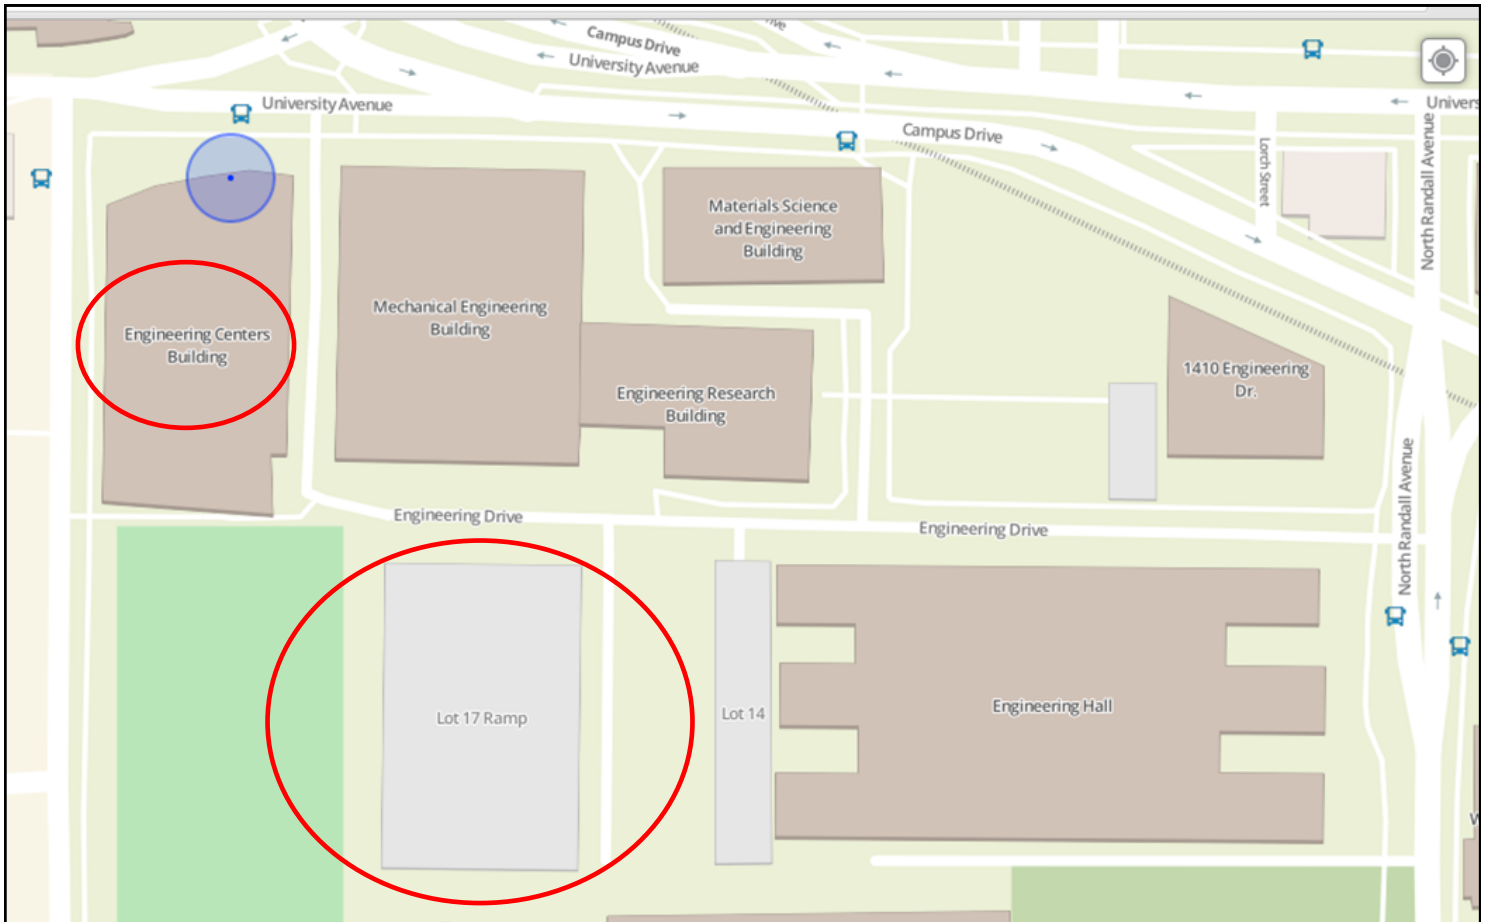 Campus Drive
University Avenue
University Avenue
Campus Drive
Univers
North Randall Avenue
Lorch Street
Materials Science
and Engineering
Building
Mechanical Engineering
Building
Engineering Centers
Building
1410 Engineering
Dr.
Engineering Research
Building
North Randall Avenue
Engineering Drive
Engineering Drive
Lot 17 Ramp
Lot 14
Engineering Hall